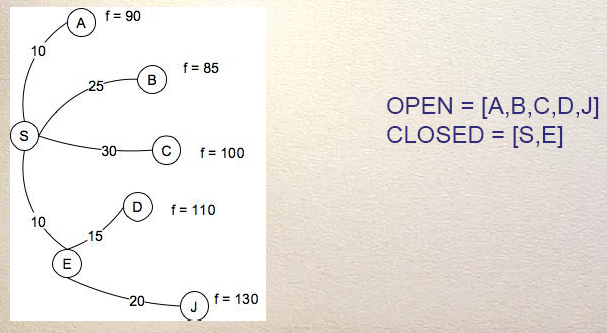 A f = 90
10
B f = 85
25
S
30 C f = 100
D f = 110
10
15
E
20 J f = 130
OPEN = [A,B,C,D,J]
CLOSED = [S,E]